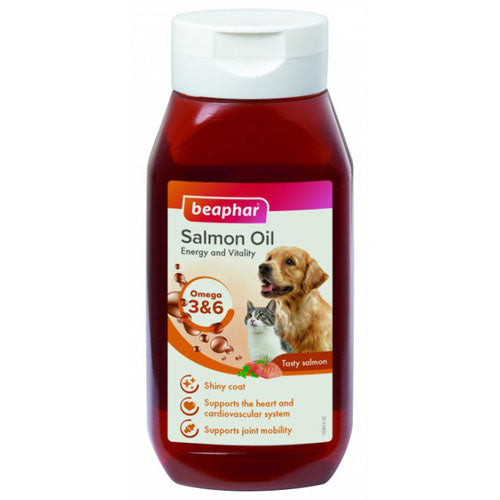 beaphar
Salmon Oil
Energy and Vitality
Omega
3&6
Tasty salmon
Shiny coat
Supports the heart and
cardiovascular system
Supports joint mobility